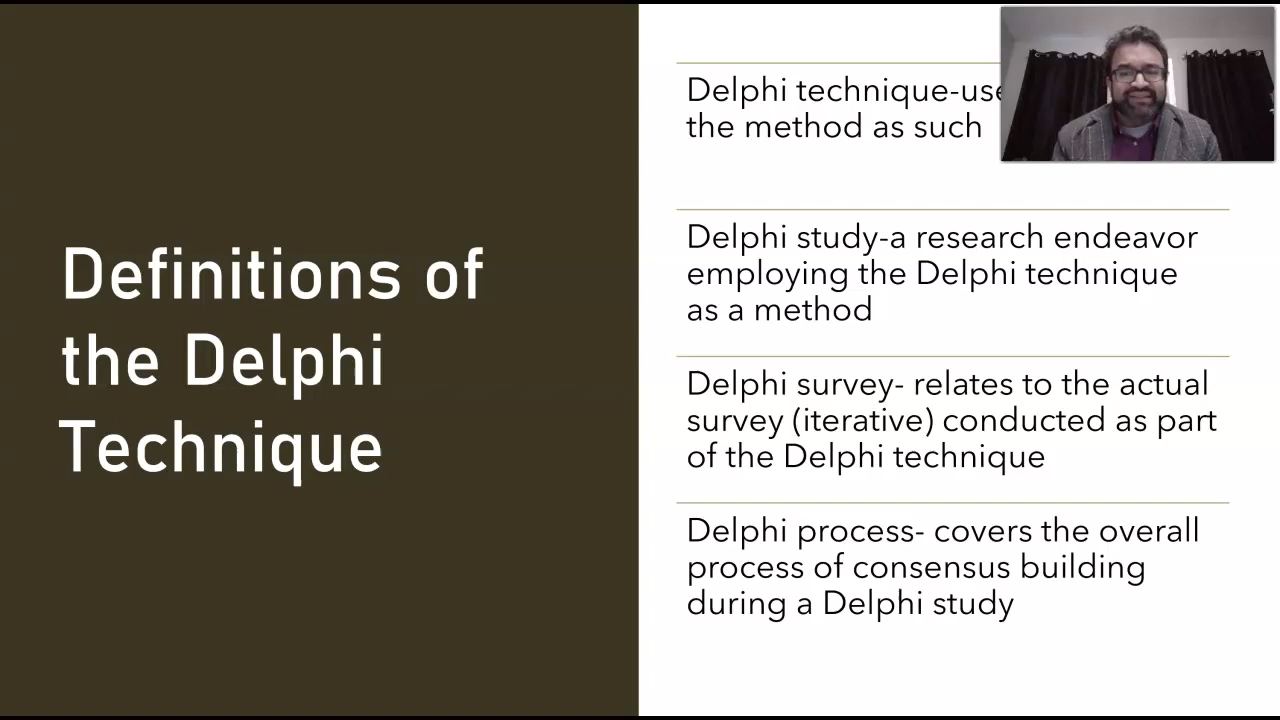 Definitions of
the Delphi
Technique
Delphi technique-use
the method as such
Delphi study-a research endeavor
employing the Delphi technique
as a method
Delphi survey- relates to the actual
survey (iterative) conducted as part
of the Delphi technique
Delphi process- covers the overall
process of consensus building
during a Delphi study